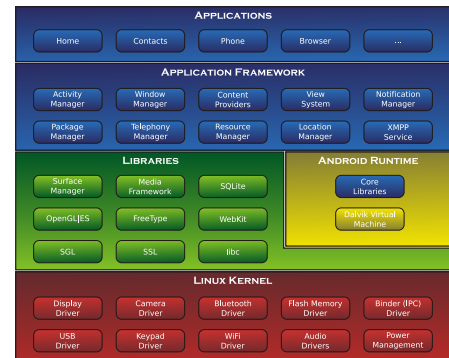 APPLICATIONS
Home Contacts Phone Browser ...
APPLICATION FRAMEWORK
Activity Manager Window Manager Content Providers View System Notification Manager
Package Manager Telephony Manager Resource Manager Location Manager XMPP Service
LIBRARIES
Surface Manager Media Framework SQLite
OpenGL|ES FreeType WebKit
SGL SSL libc
ANDROID RUNTIME
Core Libraries
Dalvik Virtual Machine
LINUX KERNEL
Display Driver Camera Driver Bluetooth Driver Flash Memory Driver Binder (IPC) Driver
USB Driver Keypad Driver WiFi Driver Audio Drivers Power Management